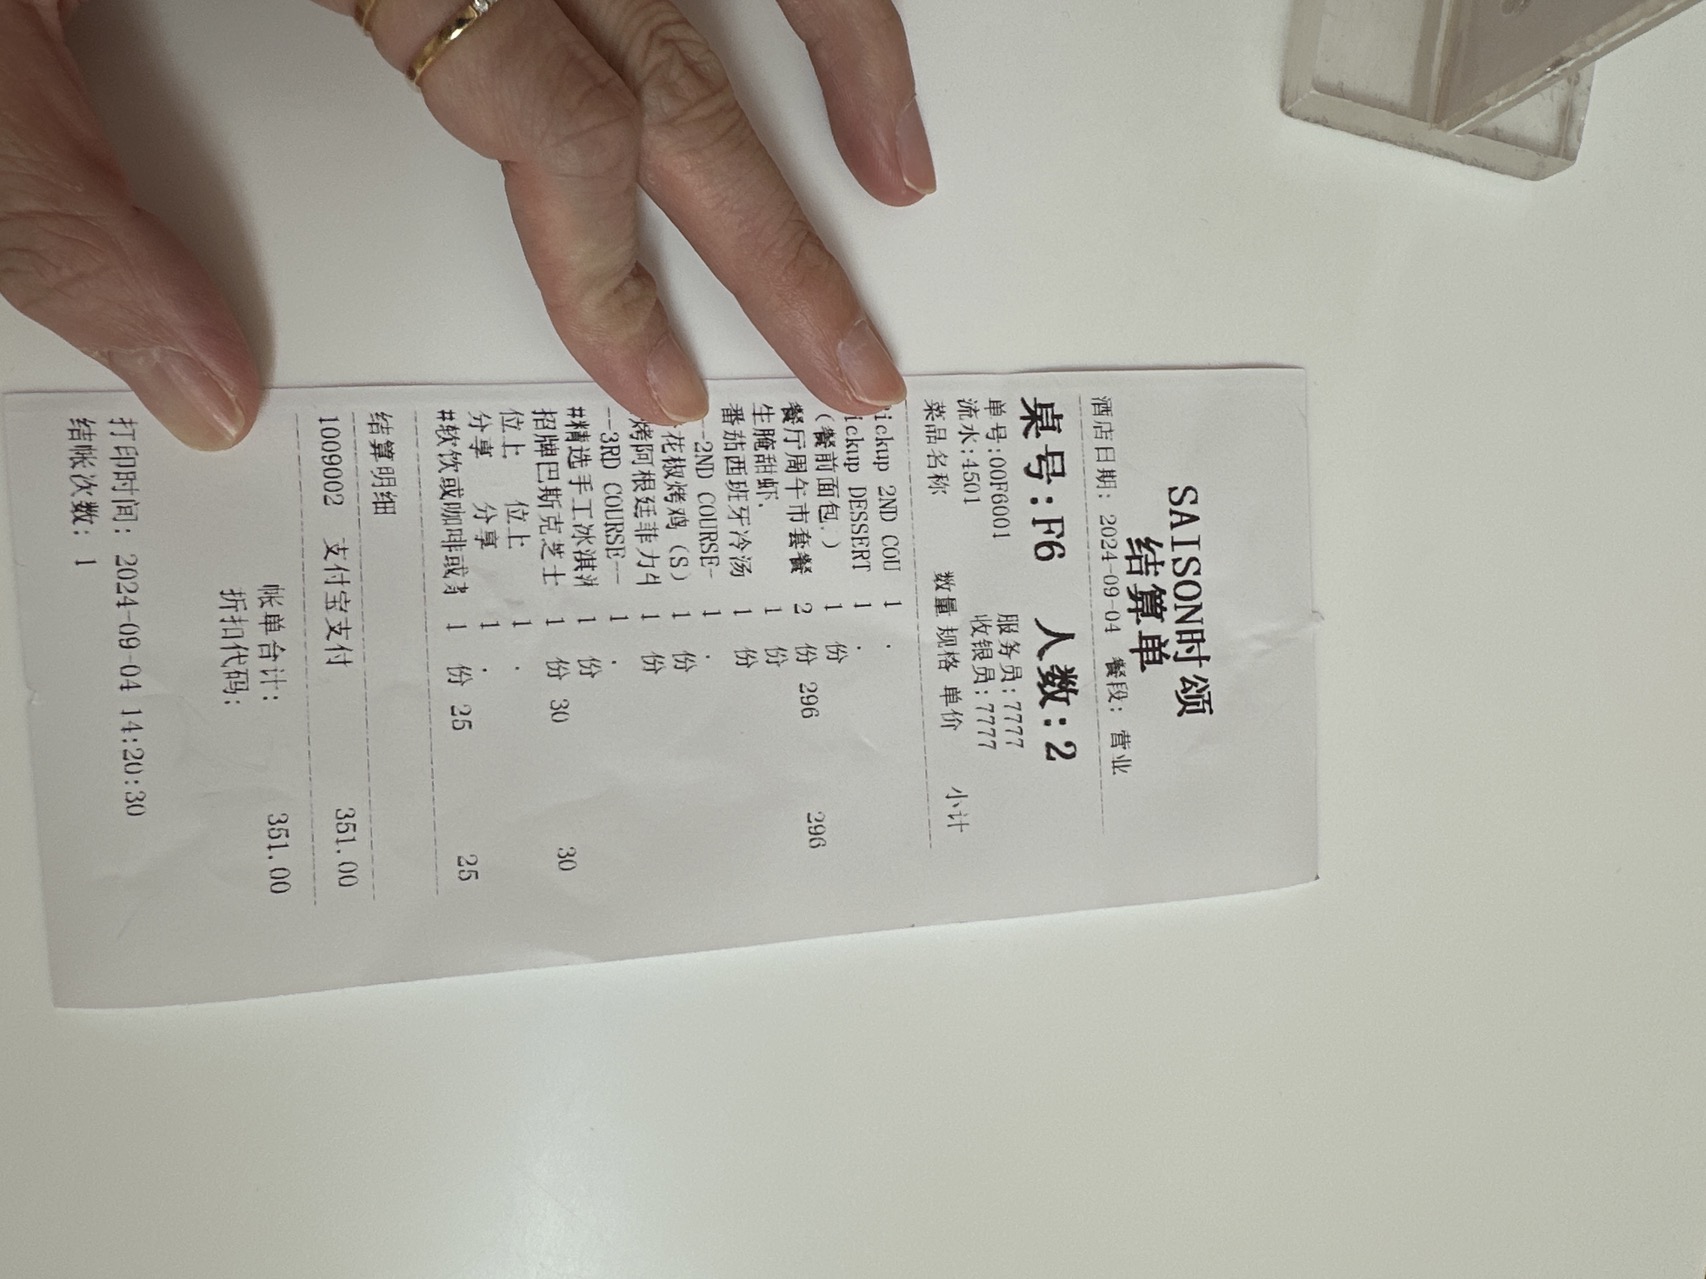 SAISON时颂
结算单
酒店日期: 2024-09-04 餐段: 营业
桌号:F6 人数:2
单号:00F6001 服务员:7777
流水:4501 收银员:7777
菜品名称 数量 规格 单价 小计
ickup 2ND COU 1 .
ickup DESSERT 1 .
(餐前面包.) 1 份
餐厅周午市套餐 2 份 296 296
生腌甜虾. 1 份
番茄西班牙冷汤 1 份
-2ND COURSE- 1 .
花椒烤鸡 (S) 1 份
烤阿根廷菲力牛 1 份
--3RD COURSE-- 1 .
#精选手工冰淇淋 1 份
招牌巴斯克芝士 1 份 30 30
位上 位上 1 .
分享 分享 1 .
#软饮或咖啡或 1 份 25 25
结算明细
1009002 支付宝支付 351.00
帐单合计: 351.00
折扣代码:
打印时间: 2024-09-04 14:20:30
结帐次数: 1